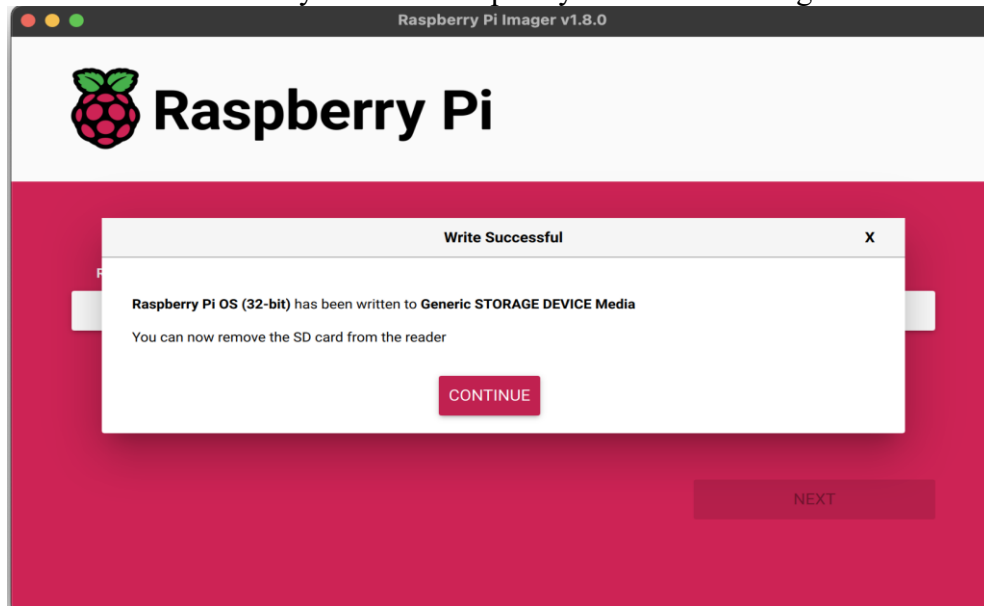 Raspberry Pi Imager v1.8.0
Raspberry Pi
Write Successful X
Raspberry Pi OS (32-bit) has been written to Generic STORAGE DEVICE Media
You can now remove the SD card from the reader
CONTINUE
NEXT